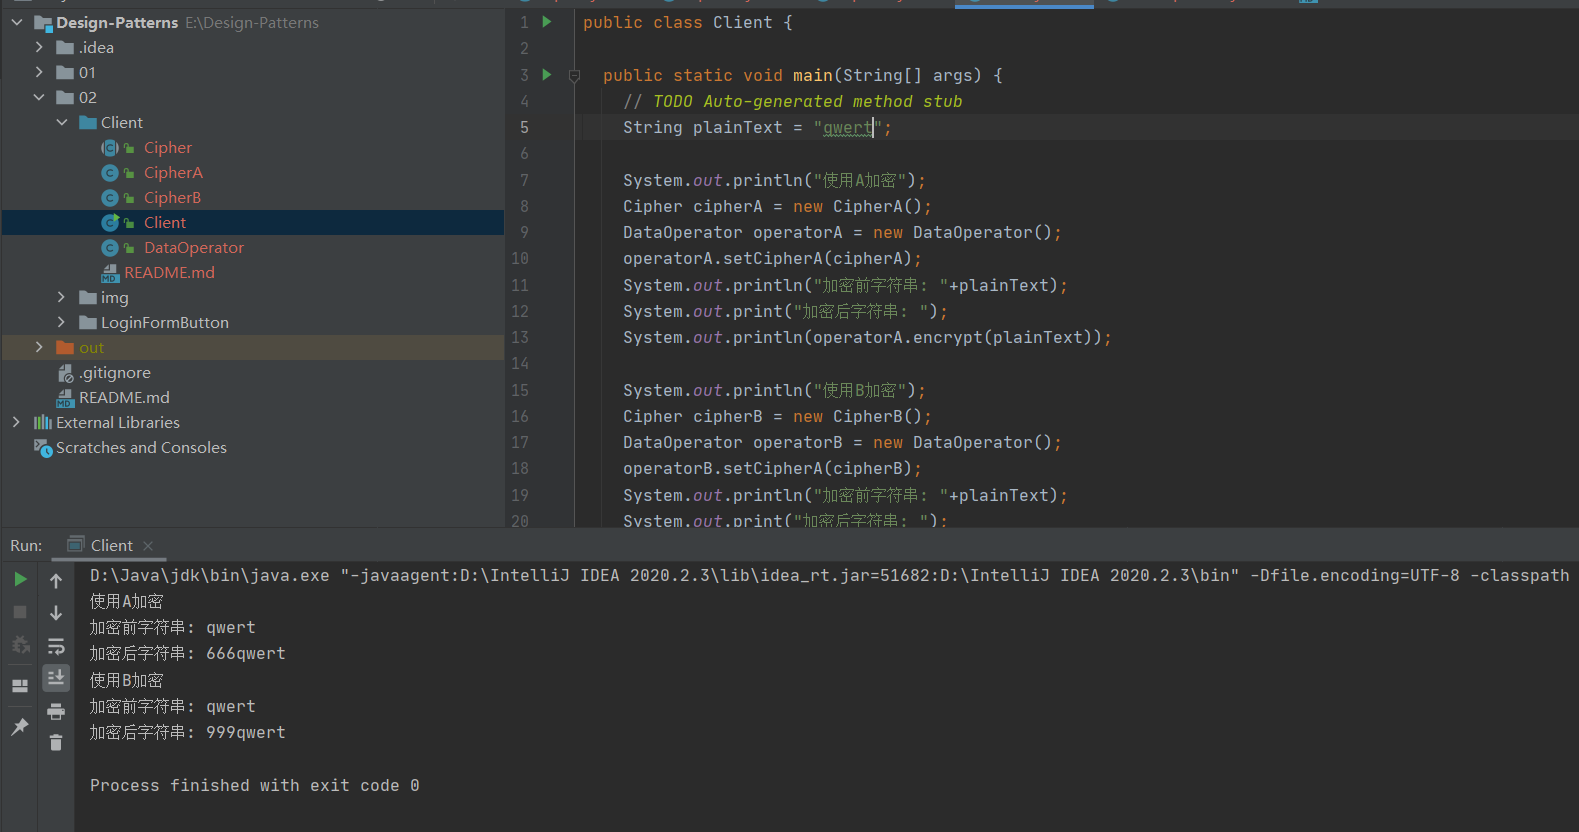 Design-Patterns E:\Design-Patterns
.idea
01
02
Client
Cipher
CipherA
CipherB
Client
DataOperator
README.md
img
LoginFormButton
out
.gitignore
README.md
External Libraries
Scratches and Consoles
1 public class Client {
2
3 public static void main(String[] args) {
4 // TODO Auto-generated method stub
5 String plainText = "qwert";
6
7 System.out.println("使用A加密");
8 Cipher cipherA = new CipherA();
9 DataOperator operatorA = new DataOperator();
10 operatorA.setCipherA(cipherA);
11 System.out.println("加密前字符串: "+plainText);
12 System.out.print("加密后字符串: ");
13 System.out.println(operatorA.encrypt(plainText));
14
15 System.out.println("使用B加密");
16 Cipher cipherB = new CipherB();
17 DataOperator operatorB = new DataOperator();
18 operatorB.setCipherA(cipherB);
19 System.out.println("加密前字符串: "+plainText);
20 System.out.print("加密后字符串: ");
Run: Client
D:\Java\jdk\bin\java.exe "-javaagent:D:\IntelliJ IDEA 2020.2.3\lib\idea_rt.jar=51682:D:\IntelliJ IDEA 2020.2.3\bin" -Dfile.encoding=UTF-8 -classpath
使用A加密
加密前字符串: qwert
加密后字符串: 666qwert
使用B加密
加密前字符串: qwert
加密后字符串: 999qwert
Process finished with exit code 0